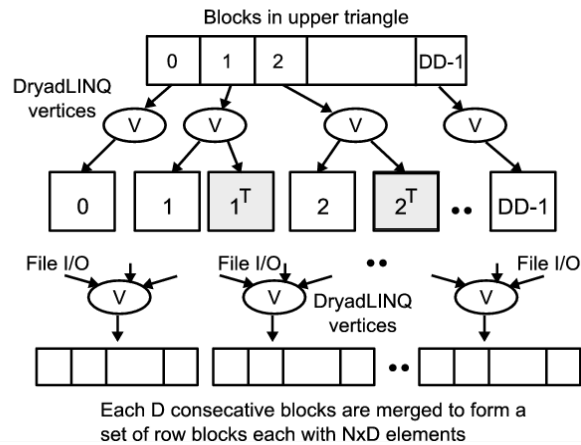 Blocks in upper triangle
0 1 2 DD-1
DryadLINQ
vertices
V V V V
0 1 1T 2 2T DD-1
File I/O File I/O File I/O
V V V
DryadLINQ
vertices
Each D consecative blocks are merged to form a
set of row blocks each with NxD elements